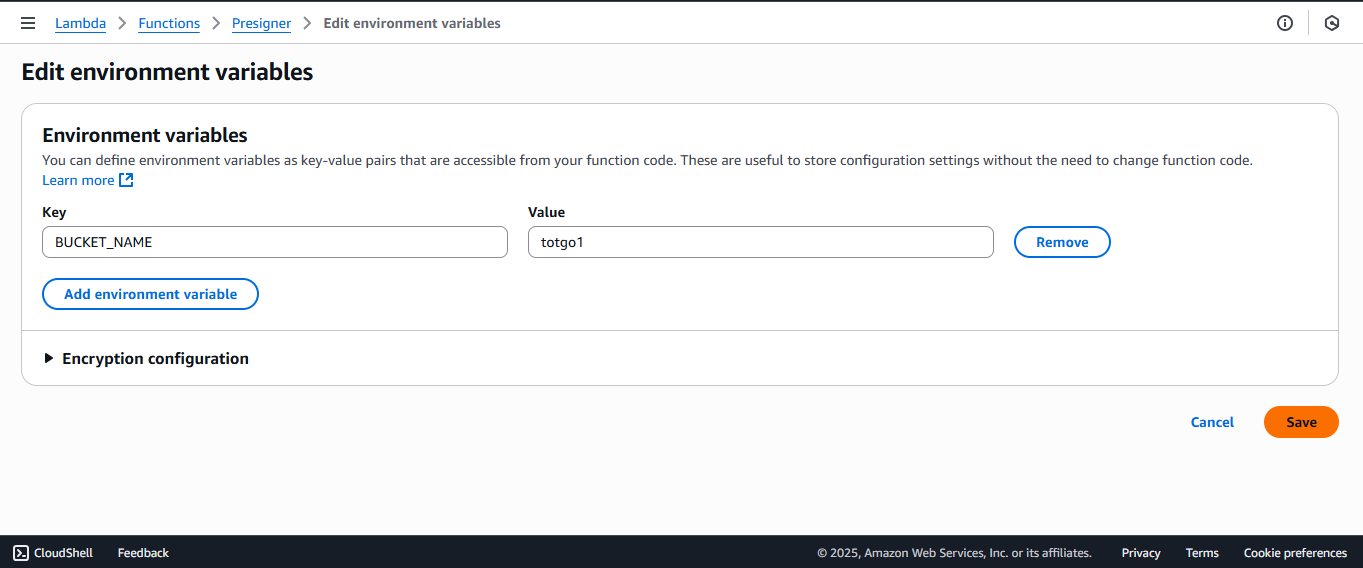 Lambda Functions Presigner Edit environment variables
Edit environment variables
Environment variables
You can define environment variables as key-value pairs that are accessible from your function code. These are useful to store configuration settings without the need to change function code.
Learn more
Key Value
BUCKET_NAME totgo1 Remove
Add environment variable
Encryption configuration
Cancel Save
CloudShell Feedback © 2025, Amazon Web Services, Inc. or its affiliates. Privacy Terms Cookie preferences